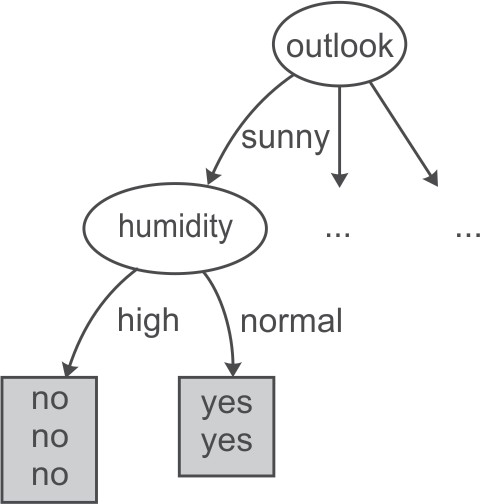 outlook
sunny
humidity
...
...
high
normal
no
no
no
yes
yes